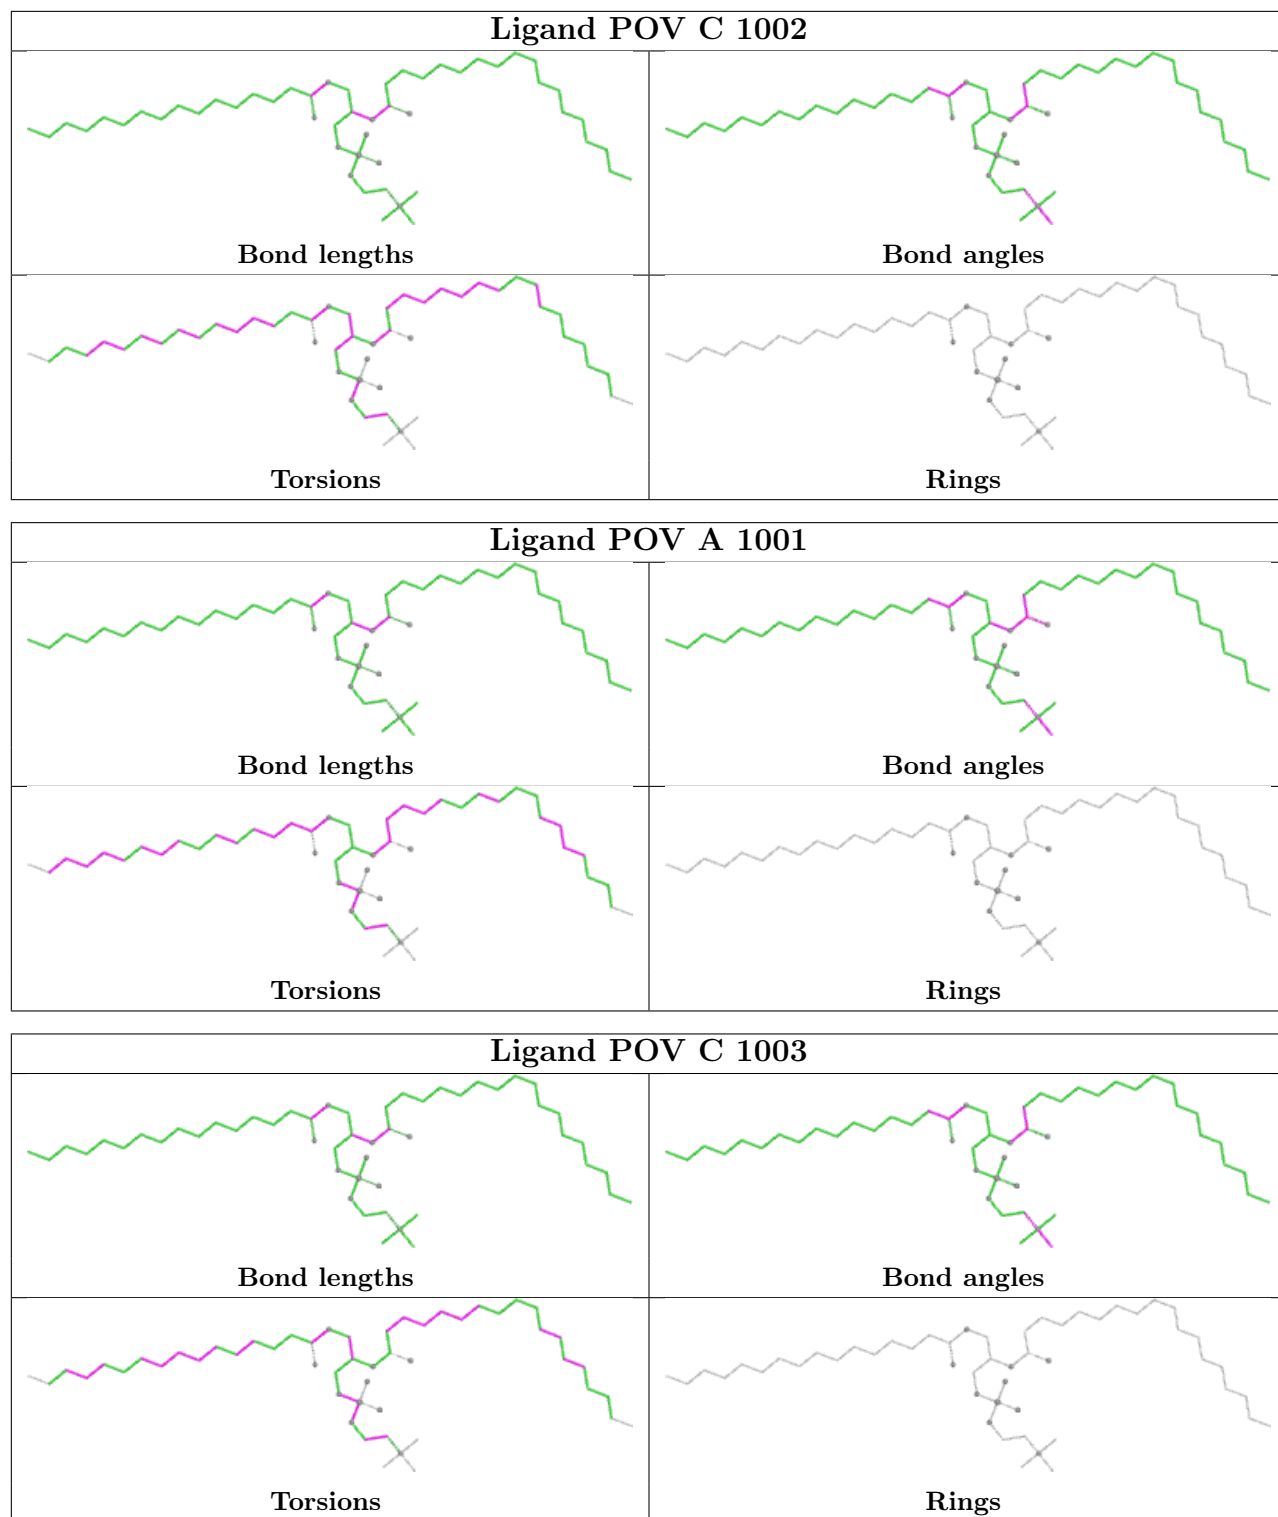 Ligand POV C 1002
Bond lengths
Bond angles
Torsions
Rings
Ligand POV A 1001
Bond lengths
Bond angles
Torsions
Rings
Ligand POV C 1003
Bond lengths
Bond angles
Torsions
Rings